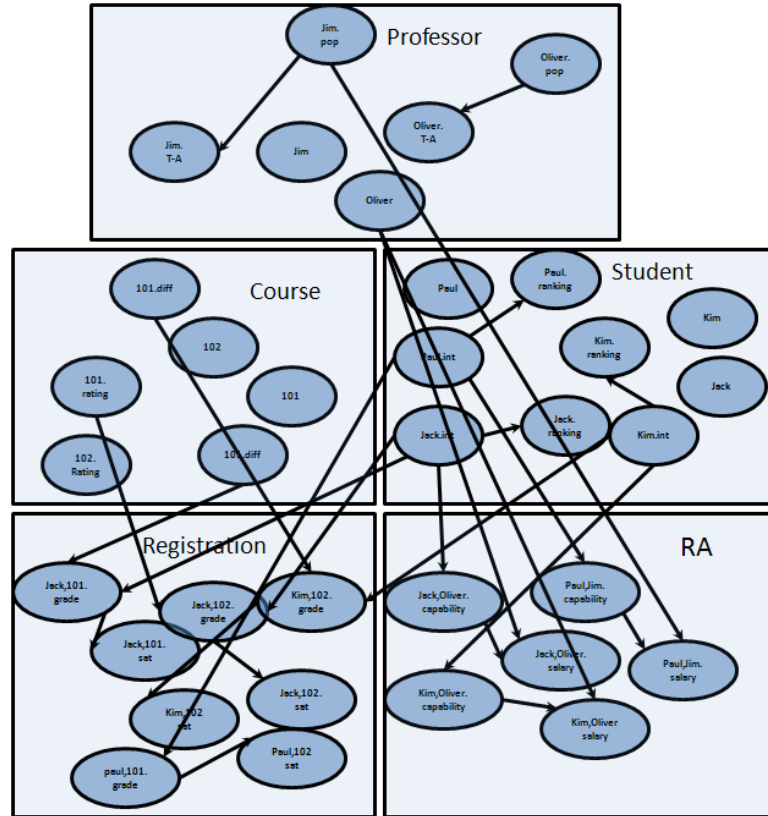 Jim.
pop
Professor
Oliver.
pop
Oliver.
T-A
Jim.
T-A
Jim
Oliver
Course
101.diff
102
101.
rating
101
102.
Rating
Student
Paul
Paul.
ranking
Kim
Paul.int
Kim.
ranking
Jack
Jack.int
Jack.
ranking
Kim.int
Registration
Jack,101.
grade
Jack,102.
grade
Kim,102.
grade
Jack,101.
sat
Kim,102
sat
Jack,102.
sat
paul,101.
grade
Paul,102
sat
RA
Jack,Oliver.
capability
Paul,Jim.
capability
Jack,Oliver.
salary
Paul,Jim.
salary
Kim,Oliver.
capability
Kim,Oliver
salary